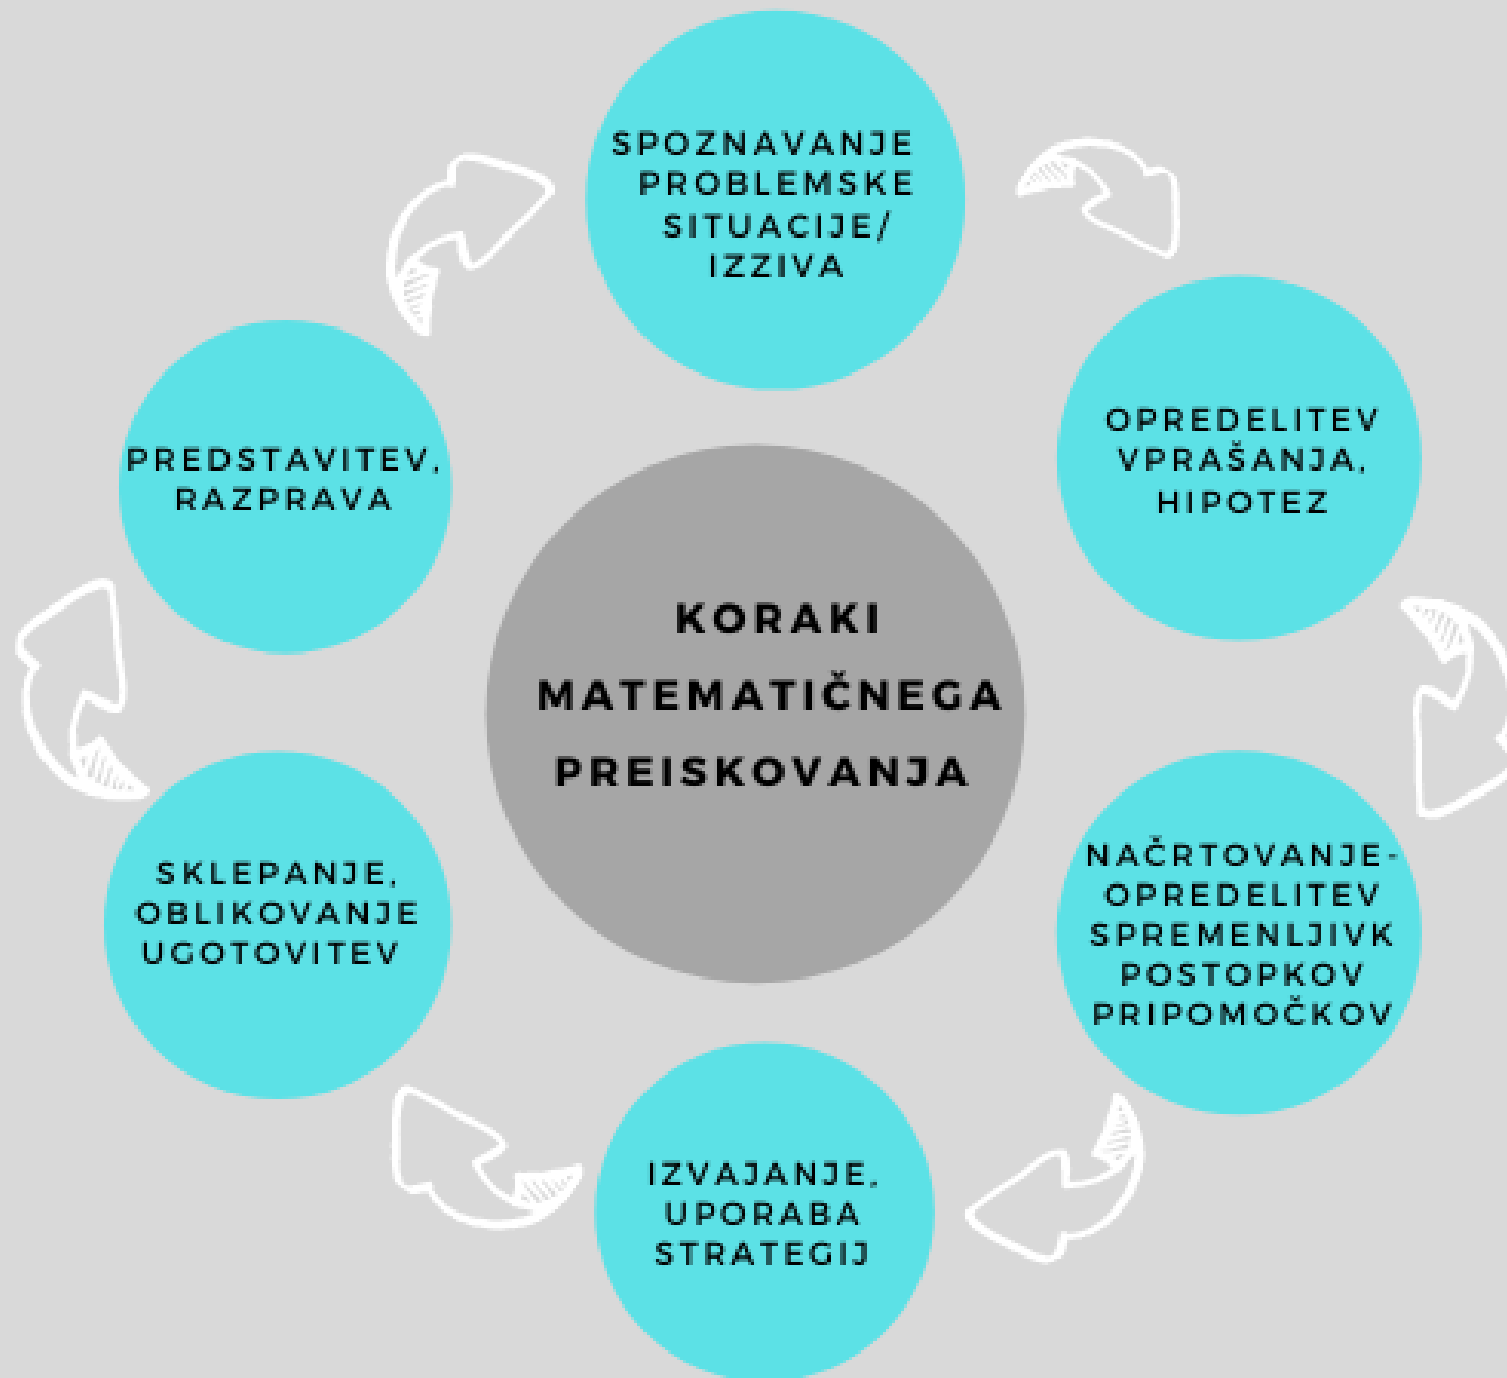 SPOZNAVANJE
PROBLEMSKE
SITUACIJE/
IZZIVA
OPREDELITEV
VPRAŠANJA,
HIPOTEZ
NAČRTOVANJE-
OPREDELITEV
SPREMENLJIVK
POSTOPKOV
PRIPOMOČKOV
IZVAJANJE,
UPORABA
STRATEGIJ
SKLEPANJE,
OBLIKOVANJE
UGOTOVITEV
PREDSTAVITEV,
RAZPRAVA
KORAKI
MATEMATIČNEGA
PREISKOVANJA